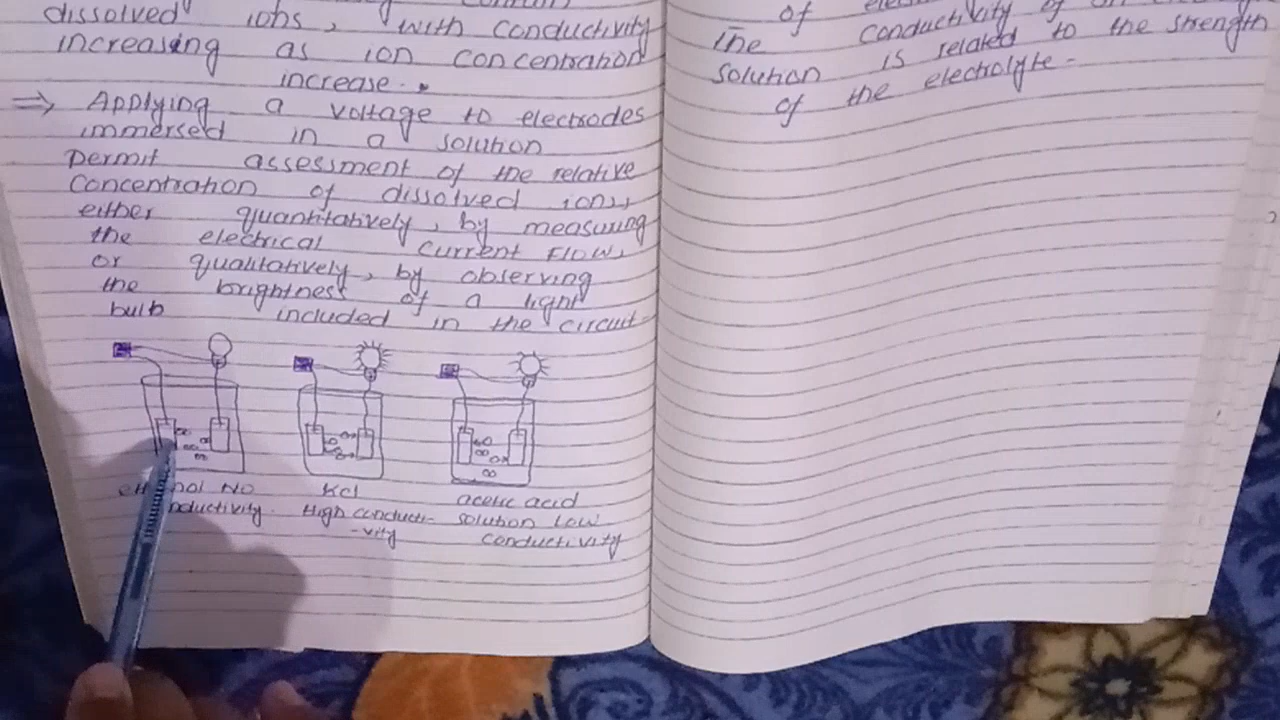 dissolved ions, with conductivity
increasing as ion concentration
increase.
⇒ Applying a voltage to electrodes
immersed in a solution
permit assessment of the relative
concentration of dissolved ions,
either quantitatively, by measuring
the electrical current flow,
or qualitatively, by observing
the brightness of a light
bulb included in the circuit.
No
KCl
High conducti-
-vity
acetic acid
solution low
conductivity
of
The conductivity of
solution is related to the strength
of the electrolyte.